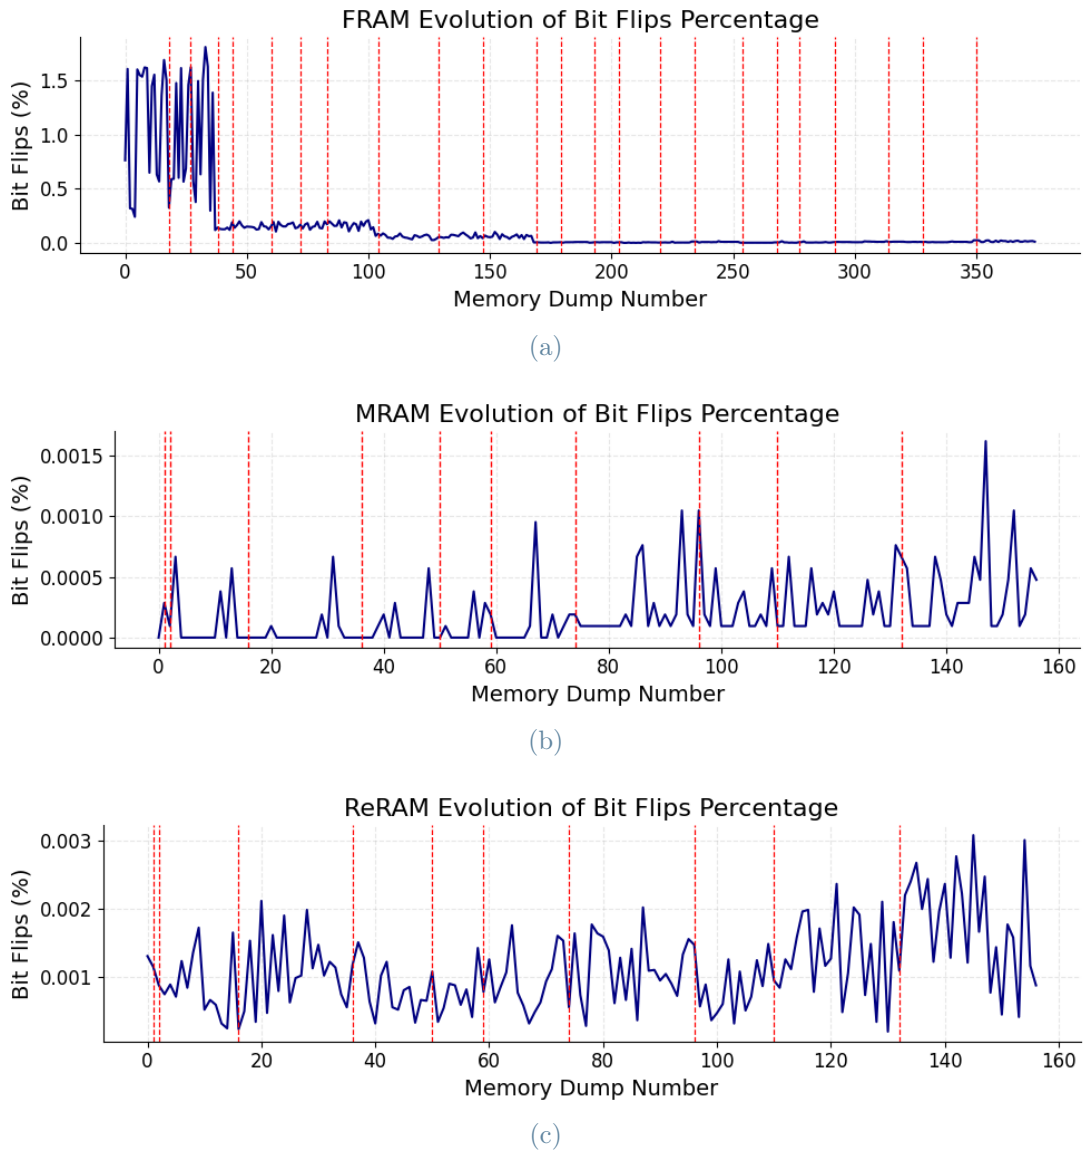 FRAM Evolution of Bit Flips Percentage
Bit Flips (%)
1.5
1.0
0.5
0.0
0 50 100 150 200 250 300 350
Memory Dump Number
(a)
MRAM Evolution of Bit Flips Percentage
Bit Flips (%)
0.0015
0.0010
0.0005
0.0000
0 20 40 60 80 100 120 140 160
Memory Dump Number
(b)
ReRAM Evolution of Bit Flips Percentage
Bit Flips (%)
0.003
0.002
0.001
0 20 40 60 80 100 120 140 160
Memory Dump Number
(c)